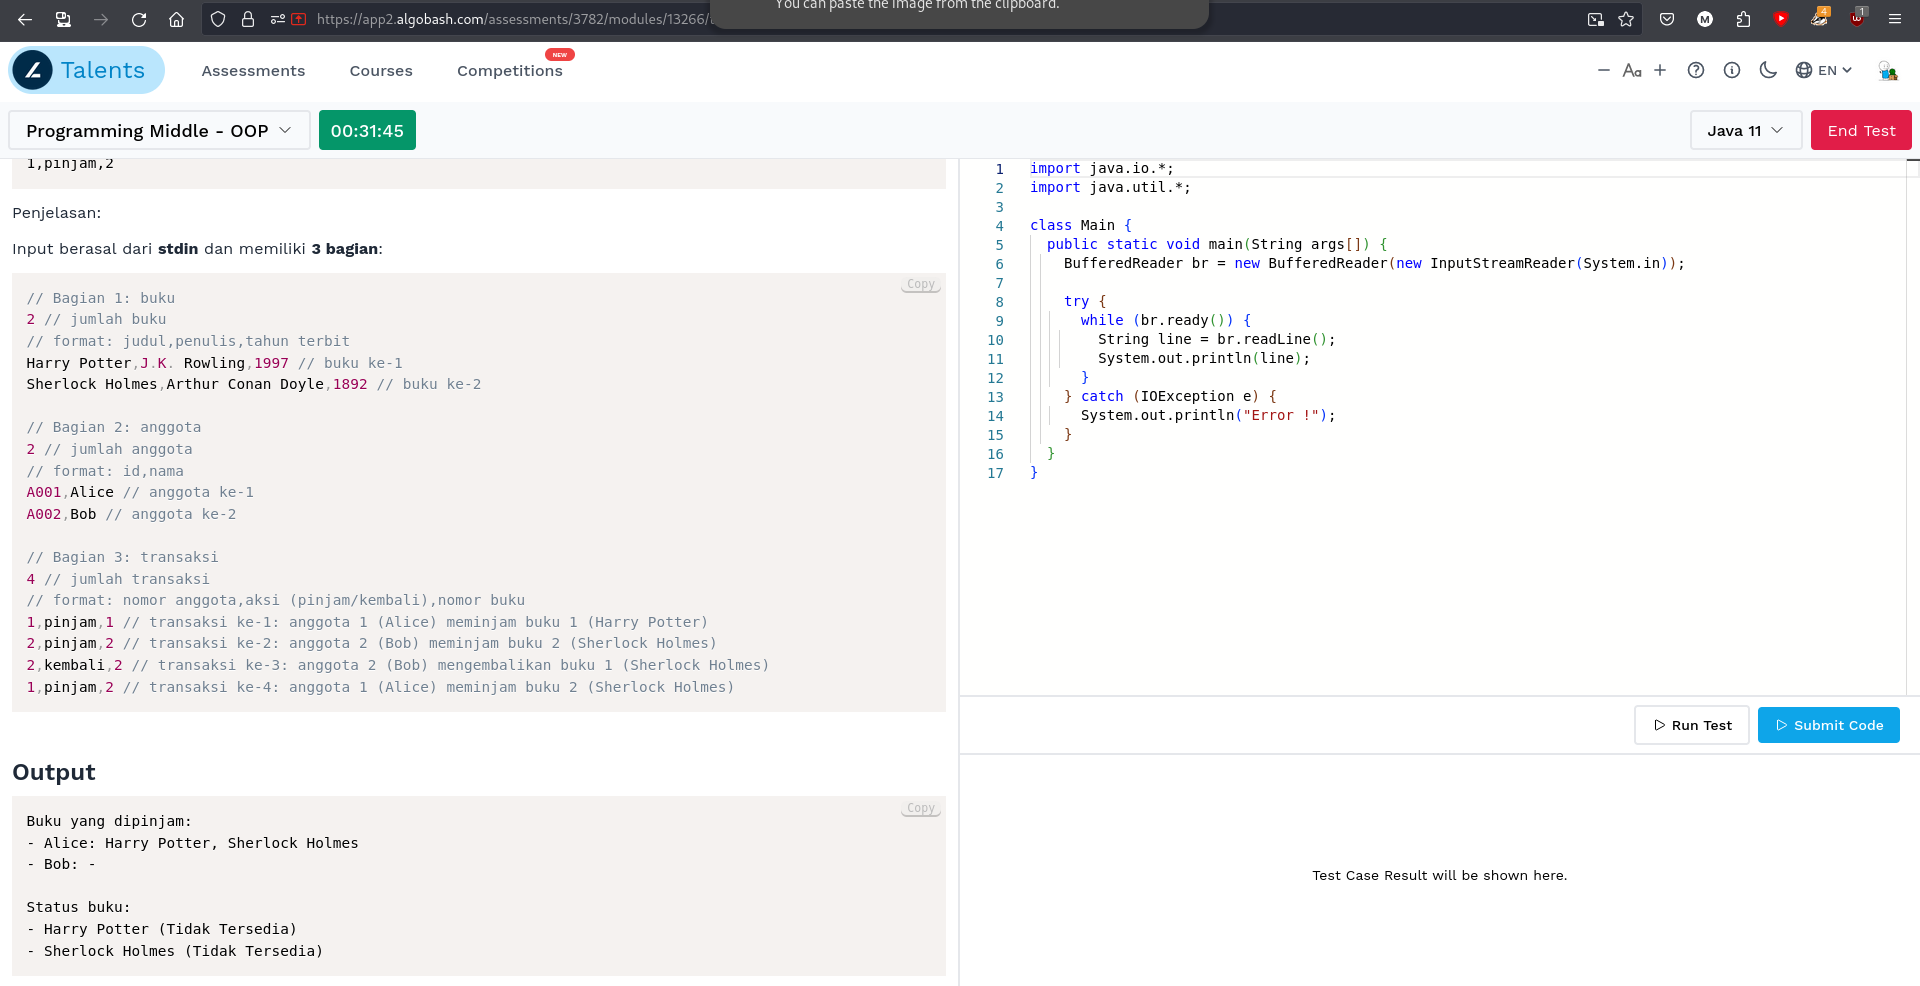 You can paste the image from the clipboard.
https://app2.algobash.com/assessments/3782/modules/13266/
4
1
Talents
Assessments
Courses
Competitions
NEW
Aa
EN
Programming Middle - OOP
00:31:45
Java 11
End Test
1,pinjam,2
Penjelasan:
Input berasal dari stdin dan memiliki 3 bagian:
Copy
// Bagian 1: buku
2 // jumlah buku
// format: judul,penulis,tahun terbit
Harry Potter,J.K. Rowling,1997 // buku ke-1
Sherlock Holmes,Arthur Conan Doyle,1892 // buku ke-2
// Bagian 2: anggota
2 // jumlah anggota
// format: id,nama
A001,Alice // anggota ke-1
A002,Bob // anggota ke-2
// Bagian 3: transaksi
4 // jumlah transaksi
// format: nomor anggota,aksi (pinjam/kembali),nomor buku
1,pinjam,1 // transaksi ke-1: anggota 1 (Alice) meminjam buku 1 (Harry Potter)
2,pinjam,2 // transaksi ke-2: anggota 2 (Bob) meminjam buku 2 (Sherlock Holmes)
2,kembali,2 // transaksi ke-3: anggota 2 (Bob) mengembalikan buku 1 (Sherlock Holmes)
1,pinjam,2 // transaksi ke-4: anggota 1 (Alice) meminjam buku 2 (Sherlock Holmes)
Output
Copy
Buku yang dipinjam:
- Alice: Harry Potter, Sherlock Holmes
- Bob: -
Status buku:
- Harry Potter (Tidak Tersedia)
- Sherlock Holmes (Tidak Tersedia)
1 import java.io.*;
2 import java.util.*;
3
4 class Main {
5 public static void main(String args[]) {
6 BufferedReader br = new BufferedReader(new InputStreamReader(System.in));
7
8 try {
9 while (br.ready()) {
10 String line = br.readLine();
11 System.out.println(line);
12 }
13 } catch (IOException e) {
14 System.out.println("Error !");
15 }
16 }
17 }
Run Test
Submit Code
Test Case Result will be shown here.